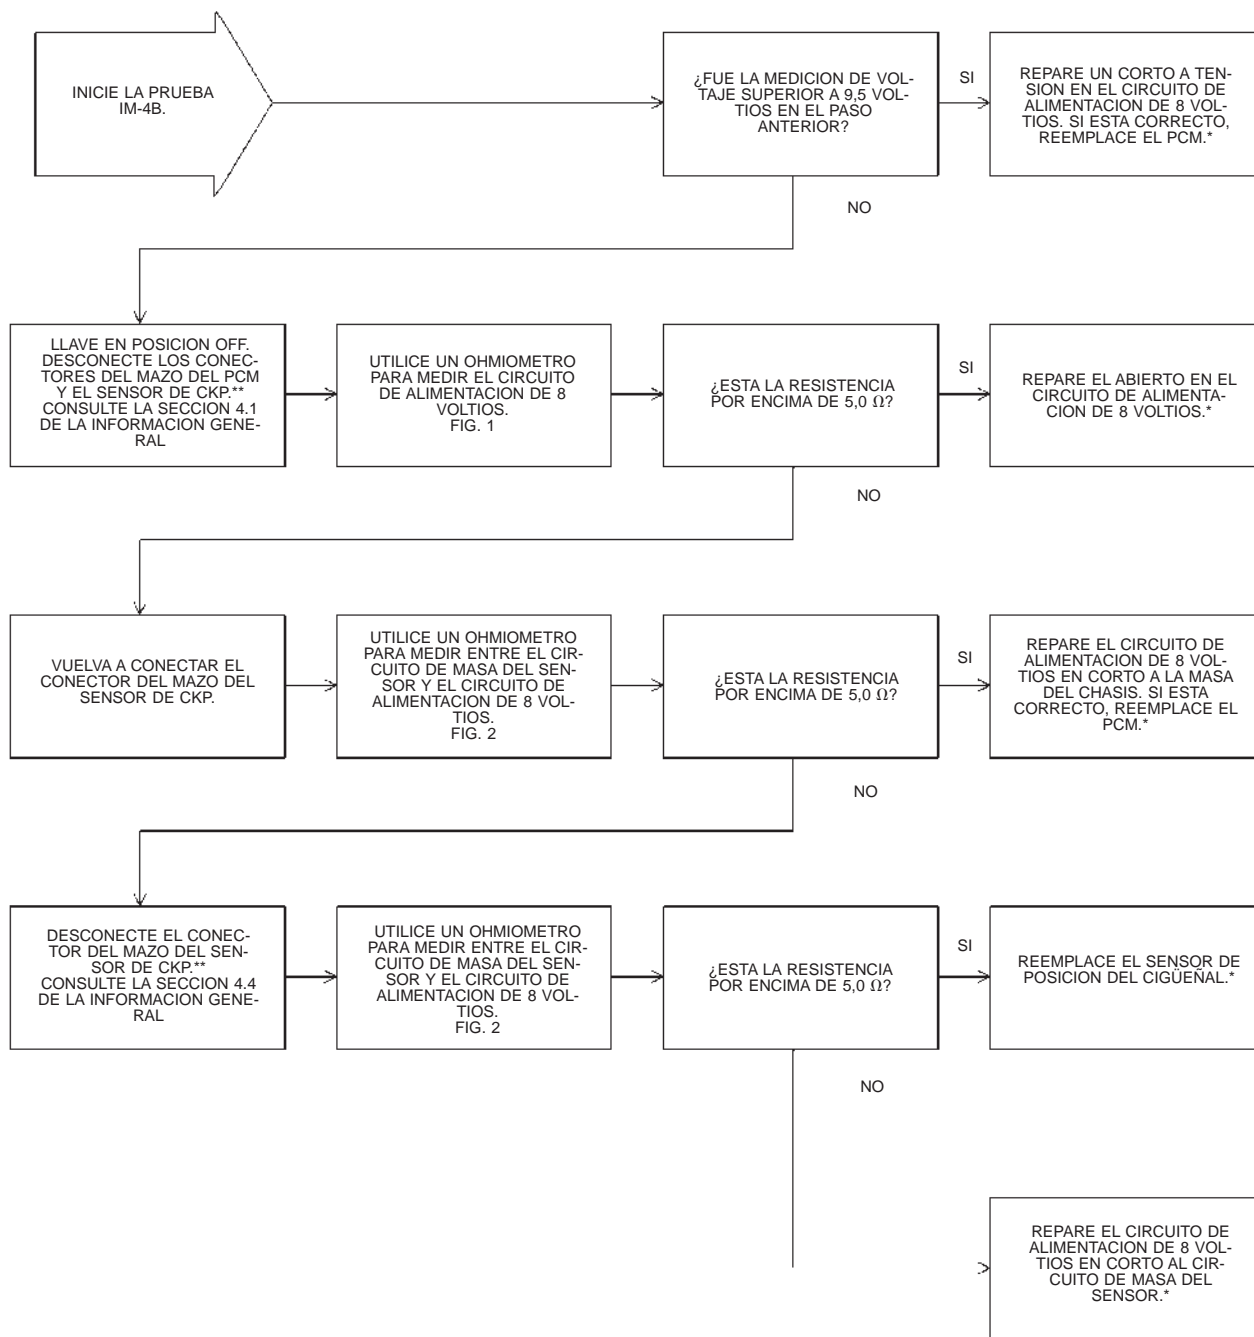 INICIE LA PRUEBA
IM-4B.
¿FUE LA MEDICION DE VOL-
TAJE SUPERIOR A 9,5 VOL-
TIOS EN EL PASO
ANTERIOR?
SI
REPARE UN CORTO A TEN-
SION EN EL CIRCUITO DE
ALIMENTACION DE 8 VOL-
TIOS. SI ESTA CORRECTO,
REEMPLACE EL PCM.*
NO
LLAVE EN POSICION OFF.
DESCONECTE LOS CONEC-
TORES DEL MAZO DEL PCM
Y EL SENSOR DE CKP.**
CONSULTE LA SECCION 4.1
DE LA INFORMACION GENE-
RAL
UTILICE UN OHMIOMETRO
PARA MEDIR EL CIRCUITO
DE ALIMENTACION DE 8
VOLTIOS.
FIG. 1
¿ESTA LA RESISTENCIA
POR ENCIMA DE 5,0 Ω?
SI
REPARE EL ABIERTO EN EL
CIRCUITO DE ALIMENTA-
CION DE 8 VOLTIOS.*
NO
VUELVA A CONECTAR EL
CONECTOR DEL MAZO DEL
SENSOR DE CKP.
UTILICE UN OHMIOMETRO
PARA MEDIR ENTRE EL CIR-
CUITO DE MASA DEL SEN-
SOR Y EL CIRCUITO DE
ALIMENTACION DE 8 VOL-
TIOS.
FIG. 2
¿ESTA LA RESISTENCIA
POR ENCIMA DE 5,0 Ω?
SI
REPARE EL CIRCUITO DE
ALIMENTACION DE 8 VOL-
TIOS EN CORTO A LA MASA
DEL CHASIS. SI ESTA
CORRECTO, REEMPLACE EL
PCM.*
NO
DESCONECTE EL CONEC-
TOR DEL MAZO DEL SEN-
SOR DE CKP.**
CONSULTE LA SECCION 4.4
DE LA INFORMACION GENE-
RAL
UTILICE UN OHMIOMETRO
PARA MEDIR ENTRE EL CIR-
CUITO DE MASA DEL SEN-
SOR Y EL CIRCUITO DE
ALIMENTACION DE 8 VOL-
TIOS.
FIG. 2
¿ESTA LA RESISTENCIA
POR ENCIMA DE 5,0 Ω?
SI
REEMPLACE EL SENSOR DE
POSICION DEL CIGÜEÑAL.*
NO
REPARE EL CIRCUITO DE
ALIMENTACION DE 8 VOL-
TIOS EN CORTO AL CIR-
CUITO DE MASA DEL
SENSOR.*